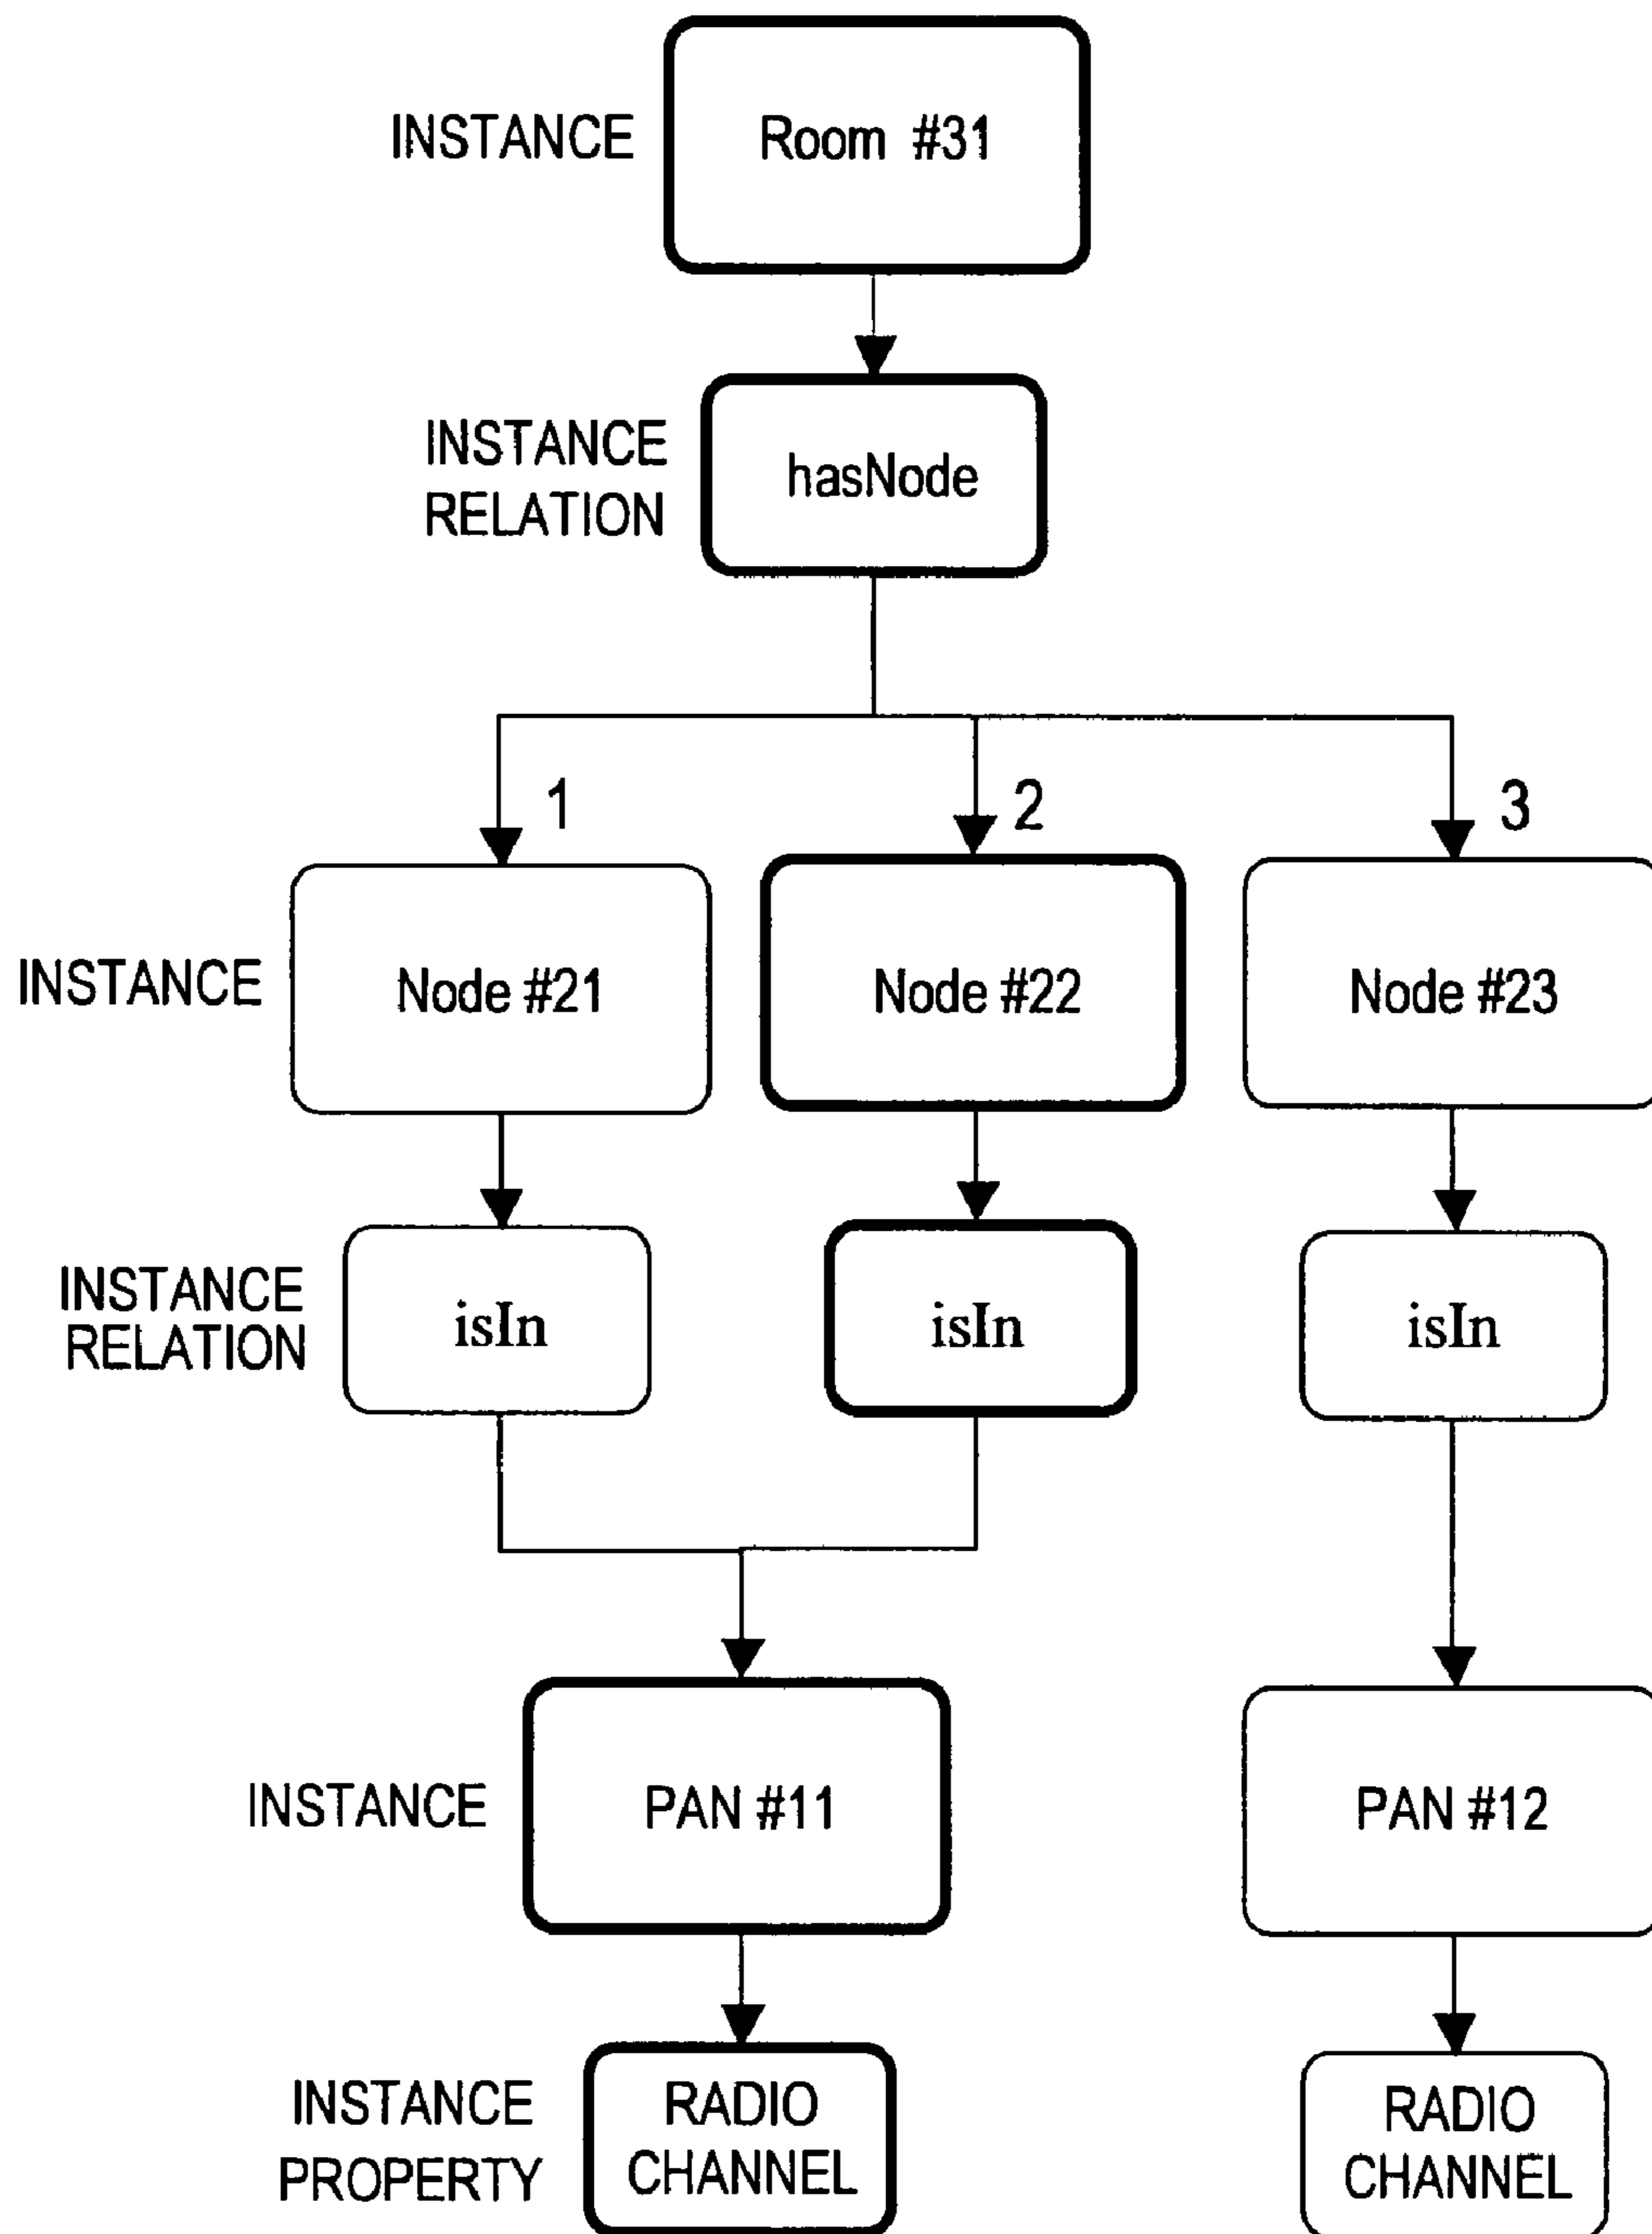 INSTANCE
Room #31
INSTANCE
RELATION
hasNode
1
2
3
INSTANCE
Node #21
Node #22
Node #23
INSTANCE
RELATION
isIn
isIn
isIn
INSTANCE
PAN #11
PAN #12
INSTANCE
PROPERTY
RADIO
CHANNEL
RADIO
CHANNEL